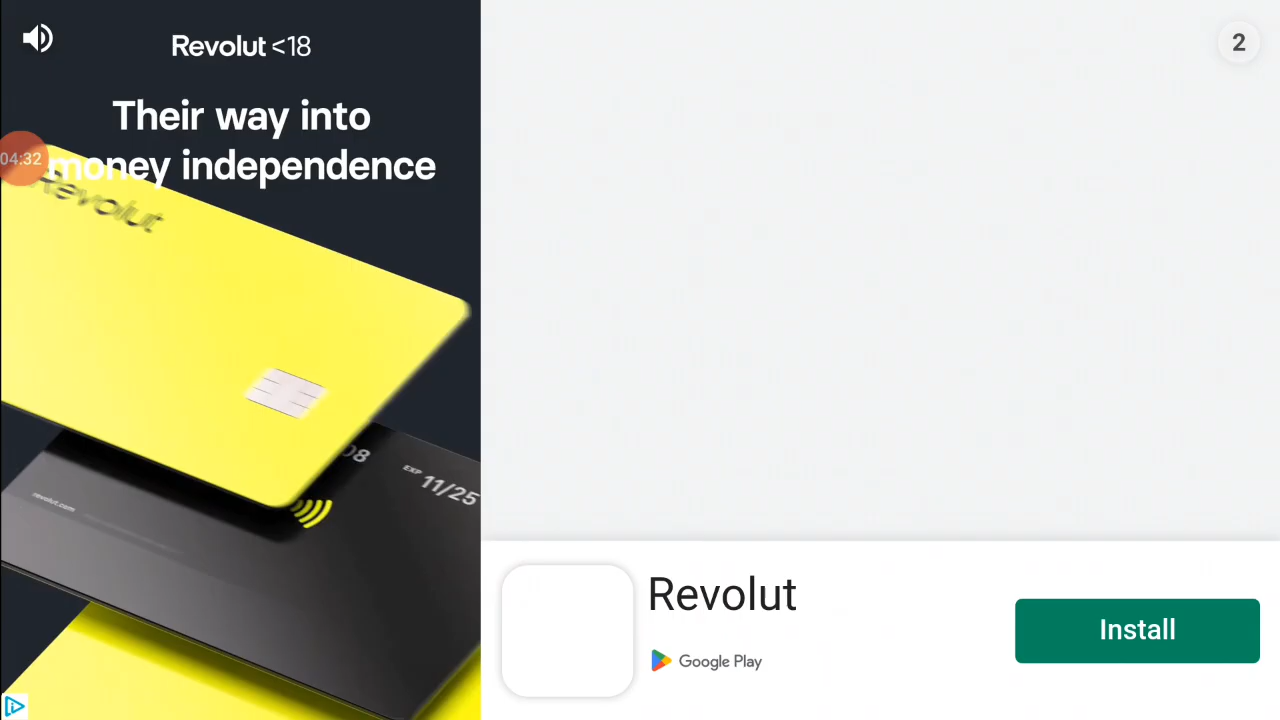 Revolut <18
2
Their way into
money independence
04:32
Revolut
08
EXP 11/25
revolut.com
Revolut
Google Play
Install